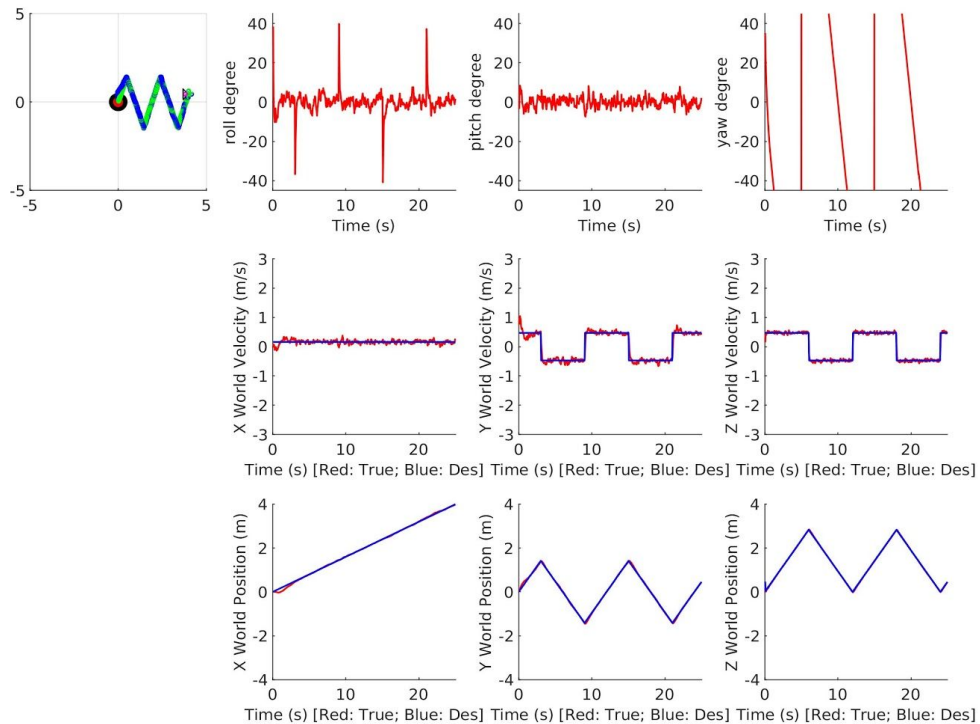 5
0
-5
-5 0 5
roll degree
40
20
0
-20
-40
0 10 20
Time (s)
pitch degree
40
20
0
-20
-40
0 10 20
Time (s)
yaw degree
40
20
0
-20
-40
0 10 20
Time (s)
X World Velocity (m/s)
3
2
1
0
-1
-2
-3
0 10 20
Time (s) [Red: True; Blue: Des]
Y World Velocity (m/s)
3
2
1
0
-1
-2
-3
0 10 20
Time (s) [Red: True; Blue: Des]
Z World Velocity (m/s)
3
2
1
0
-1
-2
-3
0 10 20
Time (s) [Red: True; Blue: Des]
X World Position (m)
4
2
0
-2
-4
0 10 20
Time (s) [Red: True; Blue: Des]
Y World Position (m)
4
2
0
-2
-4
0 10 20
Time (s) [Red: True; Blue: Des]
Z World Position (m)
4
2
0
-2
-4
0 10 20
Time (s) [Red: True; Blue: Des]